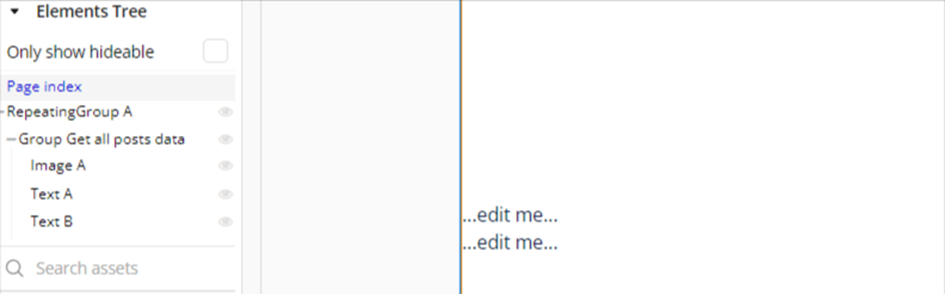 Elements Tree
Only show hideable
Page index
RepeatingGroup A
Group Get all posts data
Image A
Text A
Text B
Search assets
...edit me...
...edit me...